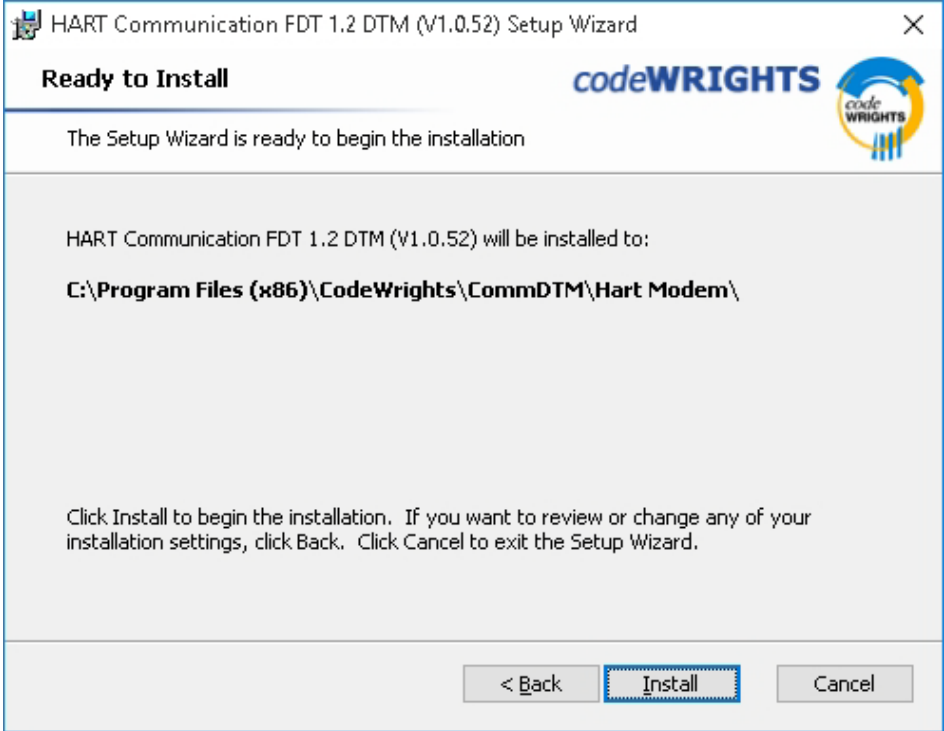 HART Communication FDT 1.2 DTM (V1.0.52) Setup Wizard
Ready to Install
codeWRIGHTS
code
WRIGHTS
The Setup Wizard is ready to begin the installation
HART Communication FDT 1.2 DTM (V1.0.52) will be installed to:
C:\Program Files (x86)\CodeWrights\CommDTM\Hart Modem\
Click Install to begin the installation.  If you want to review or change any of your
installation settings, click Back.  Click Cancel to exit the Setup Wizard.
< Back
Install
Cancel